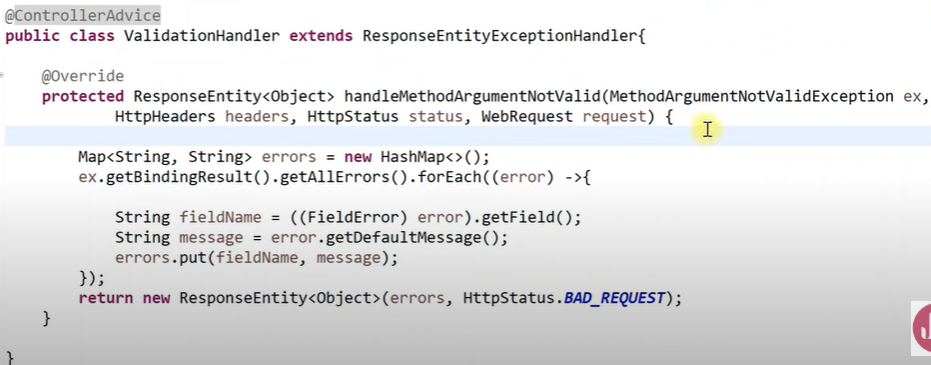 @ControllerAdvice
public class ValidationHandler extends ResponseEntityExceptionHandler{
@Override
protected ResponseEntity<Object> handleMethodArgumentNotValid(MethodArgumentNotValidException ex,
HttpHeaders headers, HttpStatus status, WebRequest request) {
Map<String, String> errors = new HashMap<>();
ex.getBindingResult().getAllErrors().forEach((error) ->{
String fieldName = ((FieldError) error).getField();
String message = error.getDefaultMessage();
errors.put(fieldName, message);
});
return new ResponseEntity<Object>(errors, HttpStatus.BAD_REQUEST);
}
}